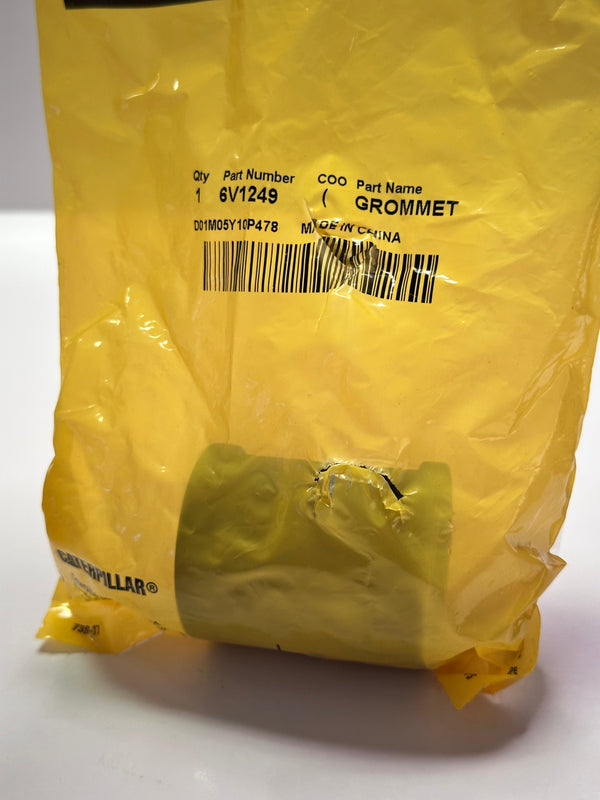 Qty Part Number COO Part Name
1 6V1249 ( GROMMET
D01M05Y10P478 MADE IN CHINA
CATERPILLAR®